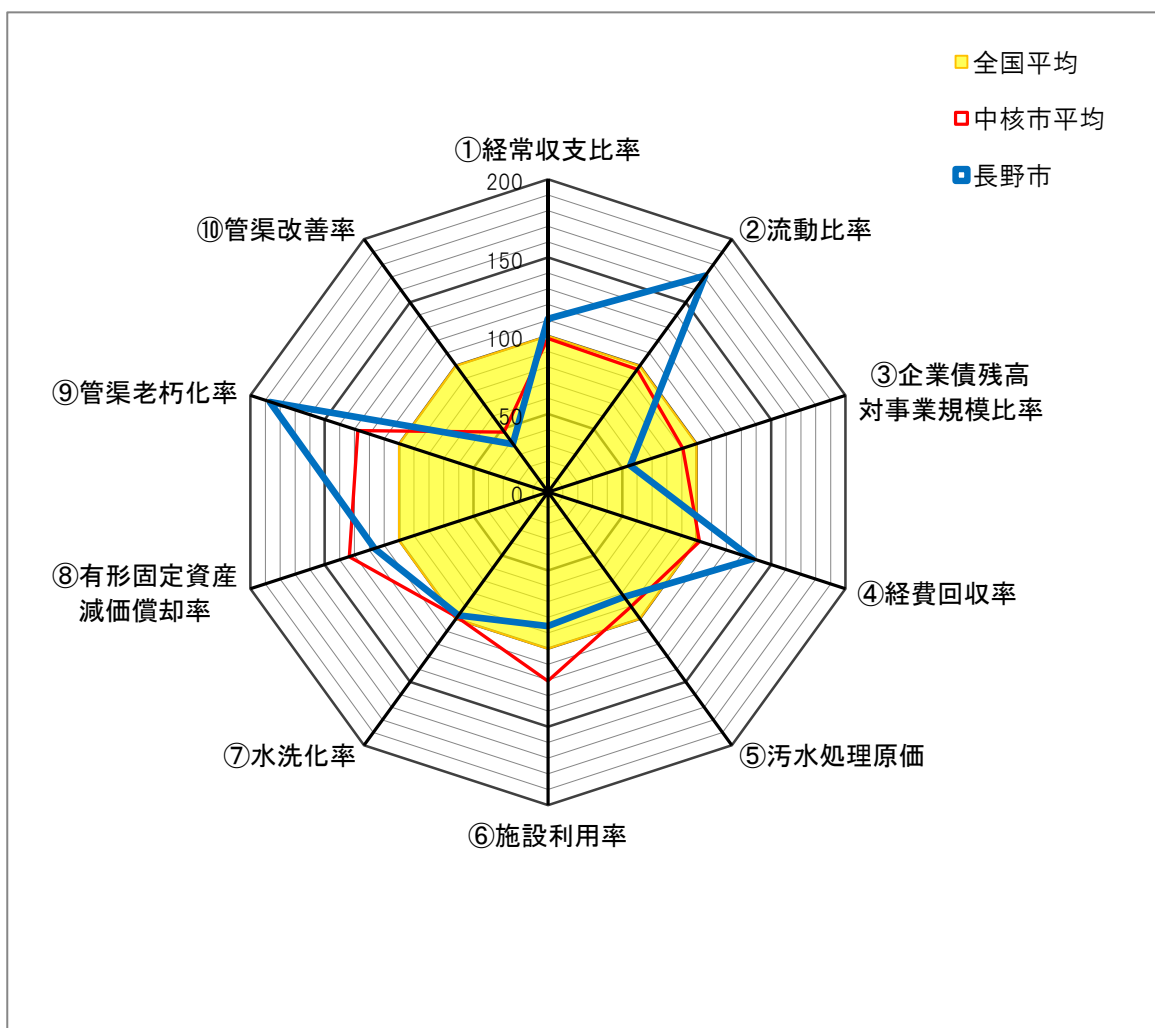 全国平均
中核市平均
長野市
①経常収支比率
②流動比率
③企業債残高
対事業規模比率
④経費回収率
⑤汚水処理原価
⑥施設利用率
⑦水洗化率
⑧有形固定資産
減価償却率
⑨管渠老朽化率
⑩管渠改善率
200
150
100
50
0